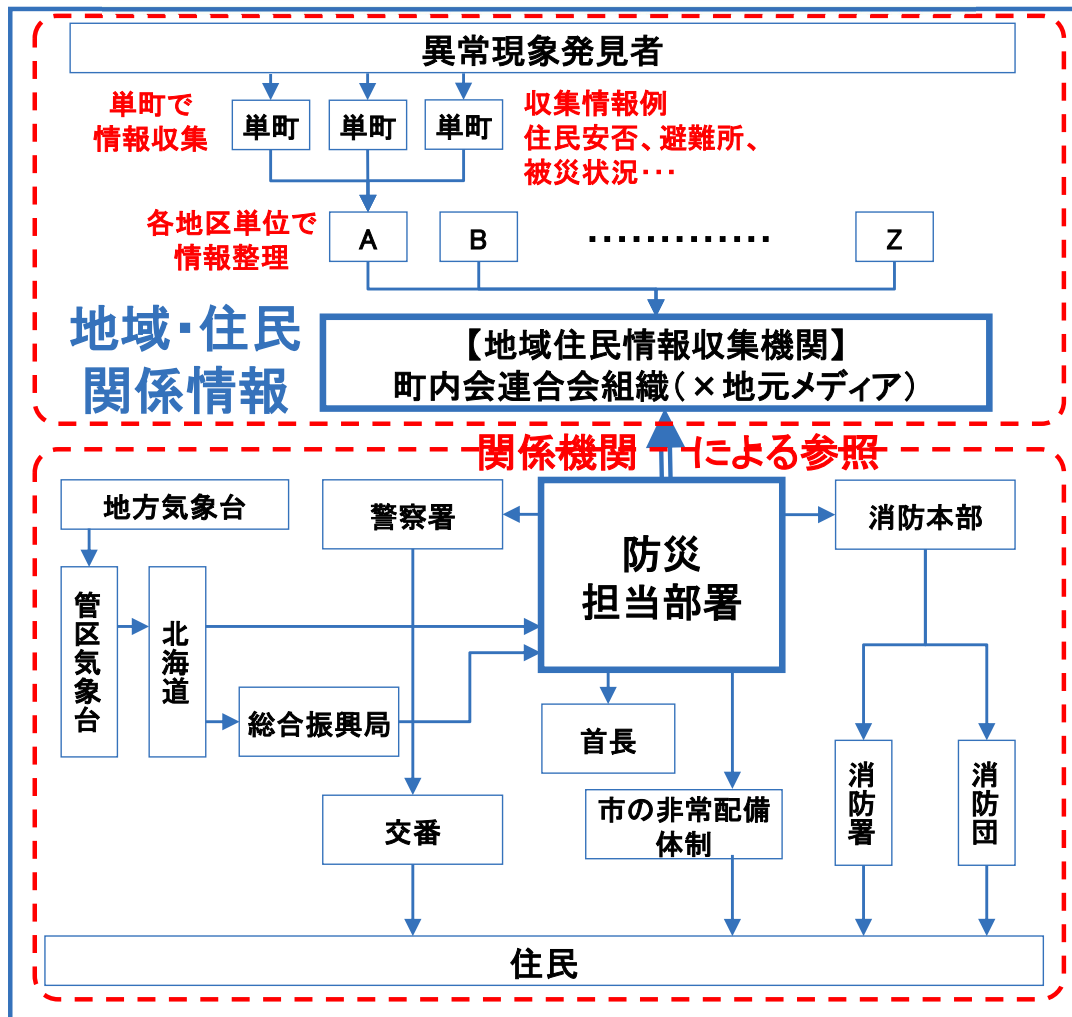 異常現象発見者
単町で
情報収集
単町
単町
単町
収集情報例
住民安否、避難所、
被災状況・・・
各地区単位で
情報整理
A
B
・・・・・・・・・・・・・
Z
地域・住民
関係情報
【地域住民情報収集機関】
町内会連合会組織(×地元メディア)
関係機関 による参照
地方気象台
警察署
防災
担当部署
消防本部
管区気象台
北海道
総合振興局
首長
市の非常配備
体制
消防署
消防団
交番
住民